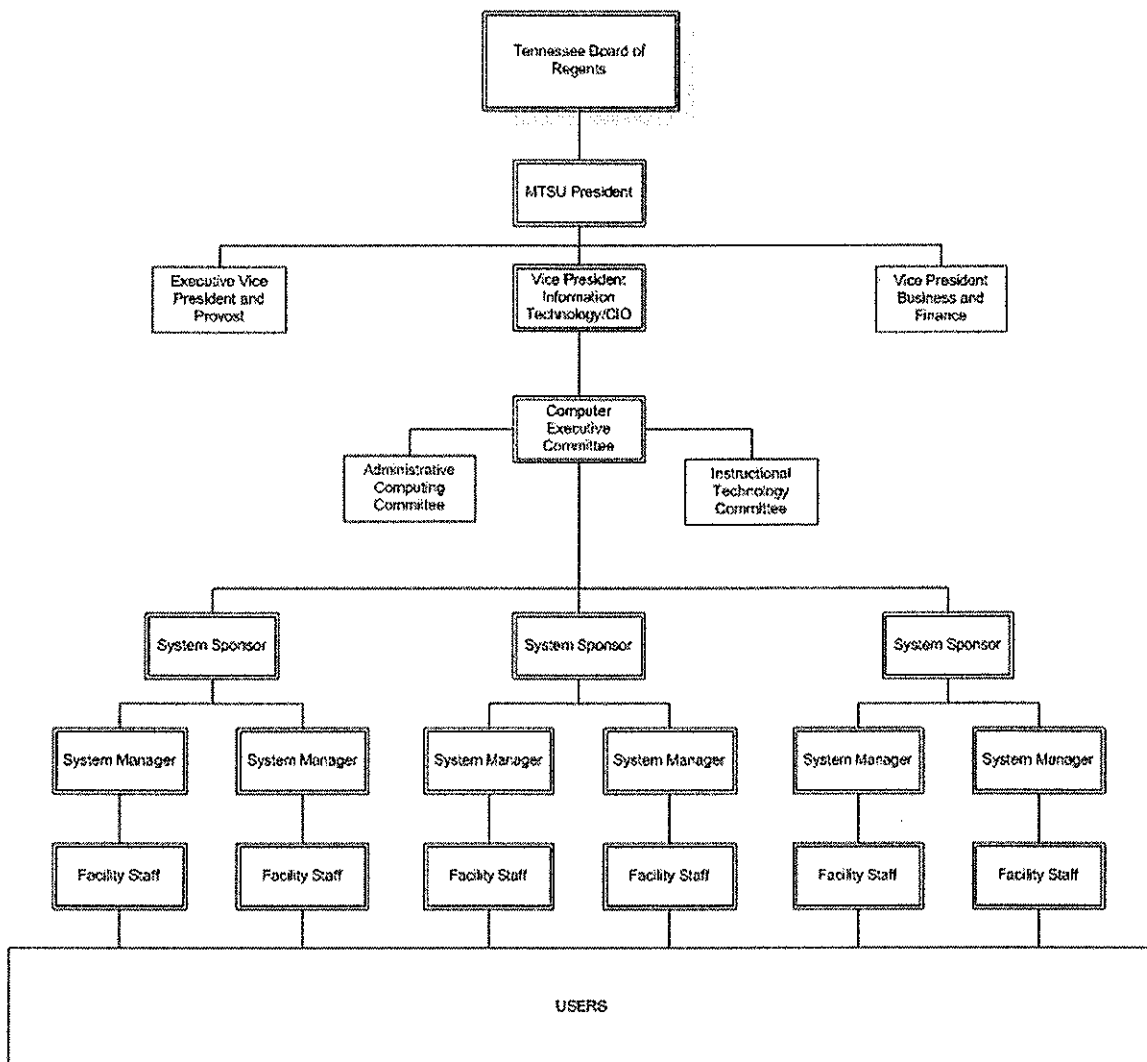 Tennessee Board of
Regents
MTSU President
Executive Vice
President and
Provost
Vice President
Information
Technology/CIO
Vice President
Business and
Finance
Computer
Executive
Committee
Administrative
Computing
Committee
Instructional
Technology
Committee
System Sponsor
System Sponsor
System Sponsor
System Manager
System Manager
System Manager
System Manager
System Manager
System Manager
Facility Staff
Facility Staff
Facility Staff
Facility Staff
Facility Staff
Facility Staff
USERS